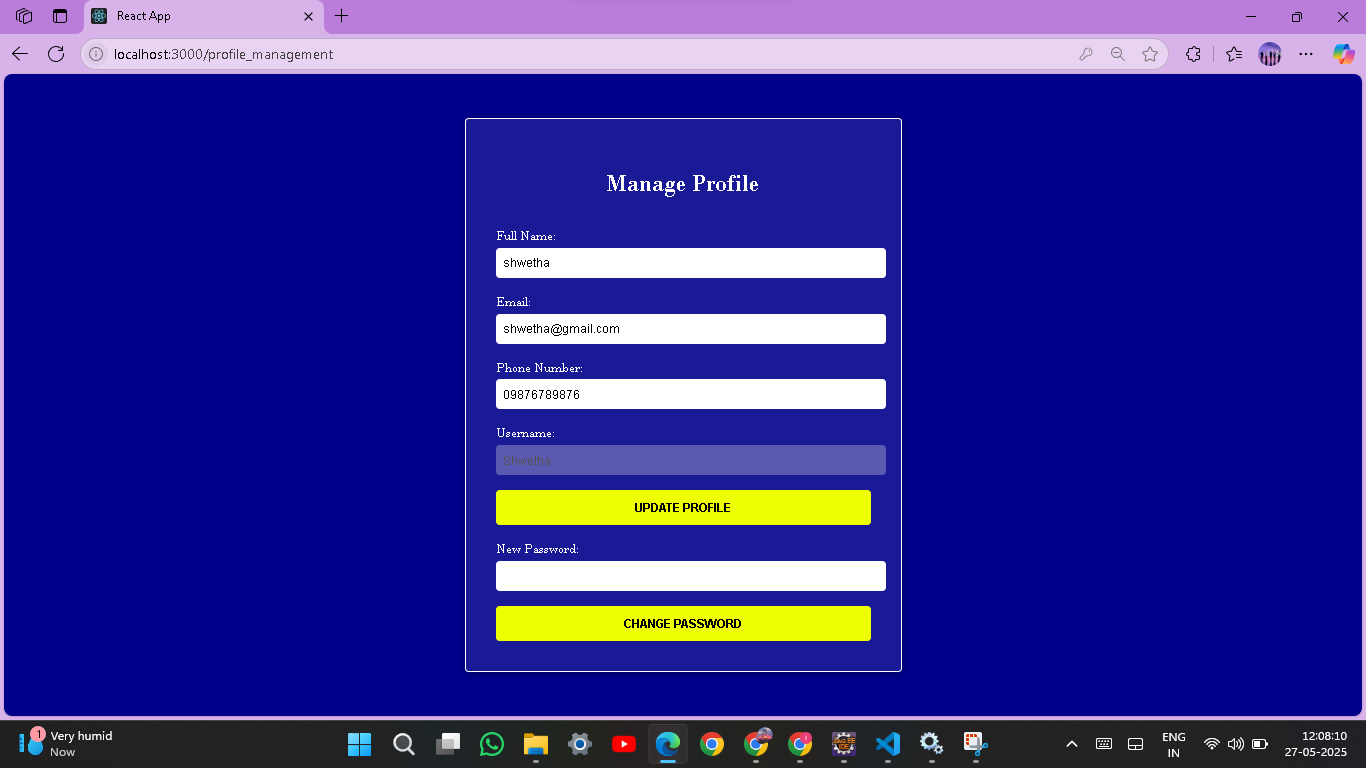 React App
localhost:3000/profile_management
Manage Profile
Full Name:
shwetha
Email:
shwetha@gmail.com
Phone Number:
09876789876
Username:
Shwetha
UPDATE PROFILE
New Password:
CHANGE PASSWORD
1
Very humid
Now
ENG
IN
12:08:10
27-05-2025